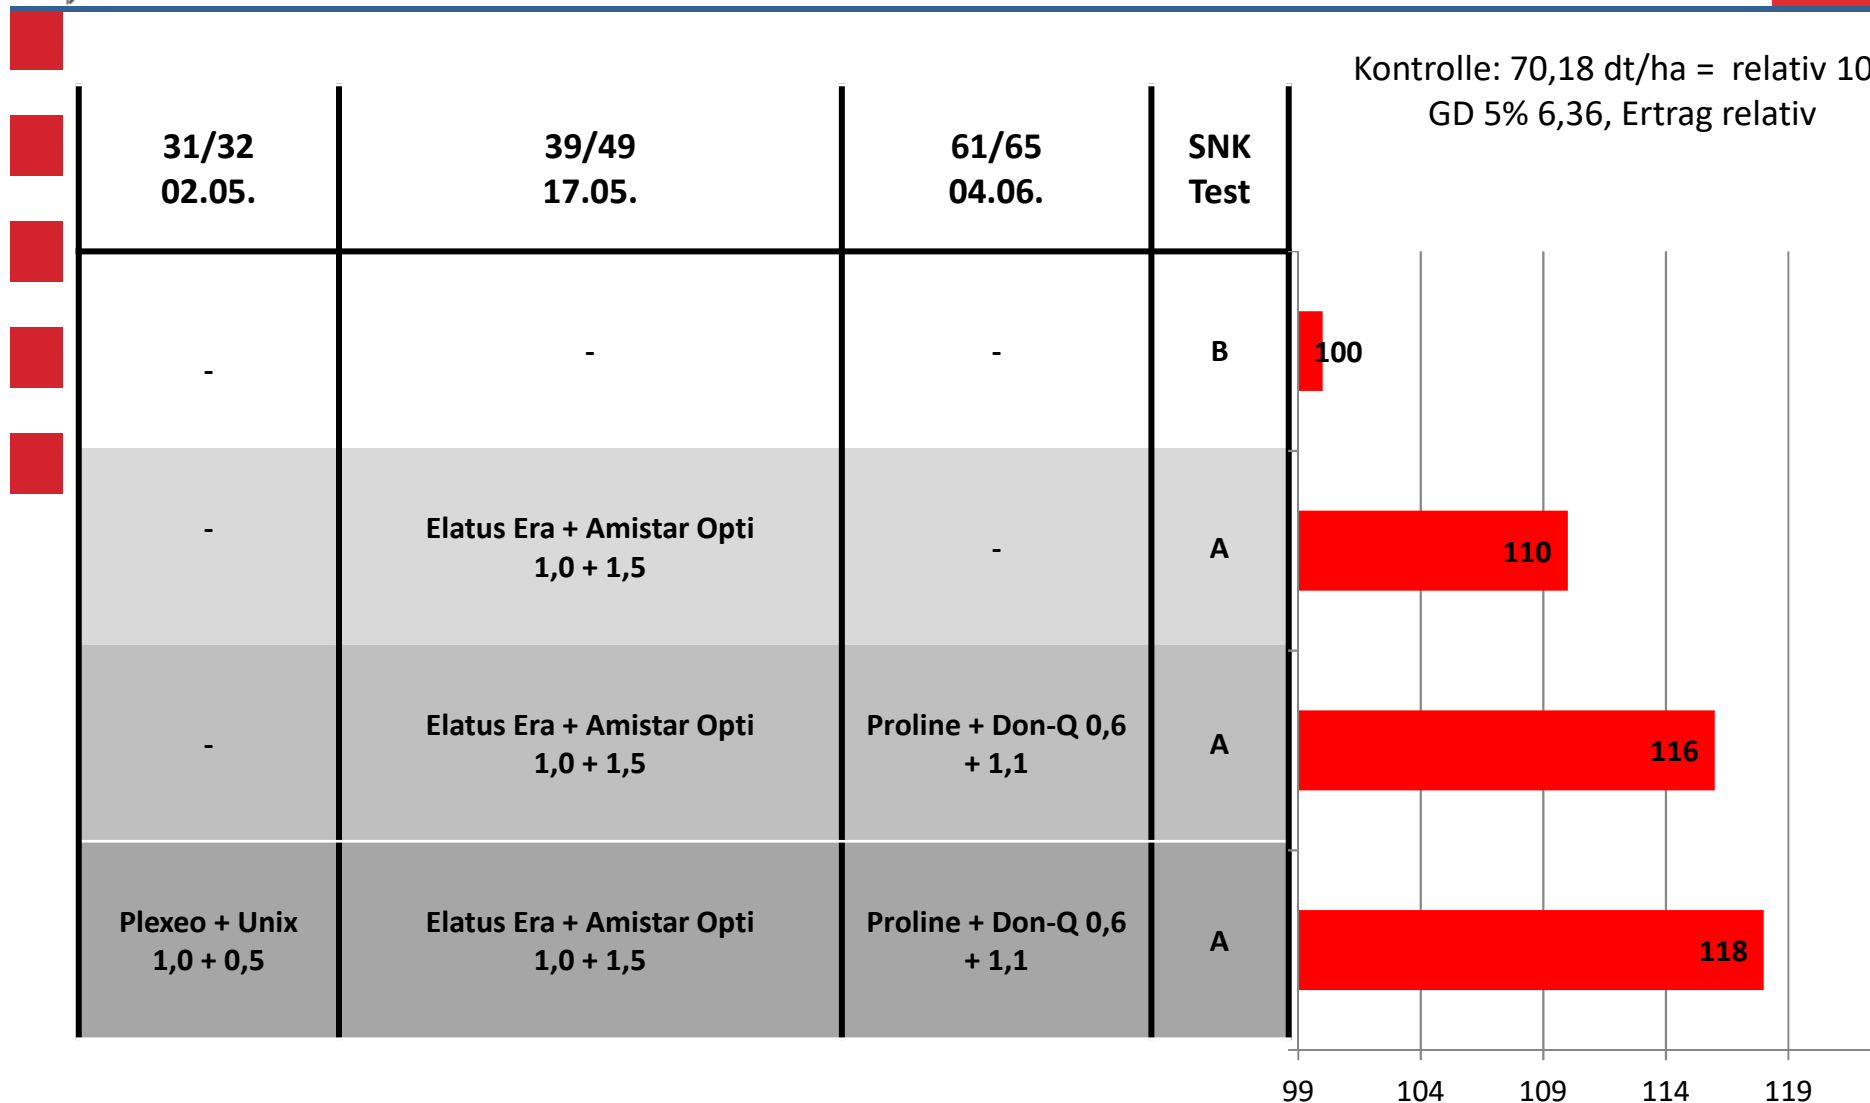 Kontrolle: 70,18 dt/ha = relativ 10
GD 5% 6,36, Ertrag relativ
31/32
02.05.
39/49
17.05.
61/65
04.06.
SNK
Test
-
-
-
B
100
-
Elatus Era + Amistar Opti
1,0 + 1,5
-
A
110
-
Elatus Era + Amistar Opti
1,0 + 1,5
Proline + Don-Q 0,6
+ 1,1
A
116
Plexeo + Unix
1,0 + 0,5
Elatus Era + Amistar Opti
1,0 + 1,5
Proline + Don-Q 0,6
+ 1,1
A
118
99
104
109
114
119